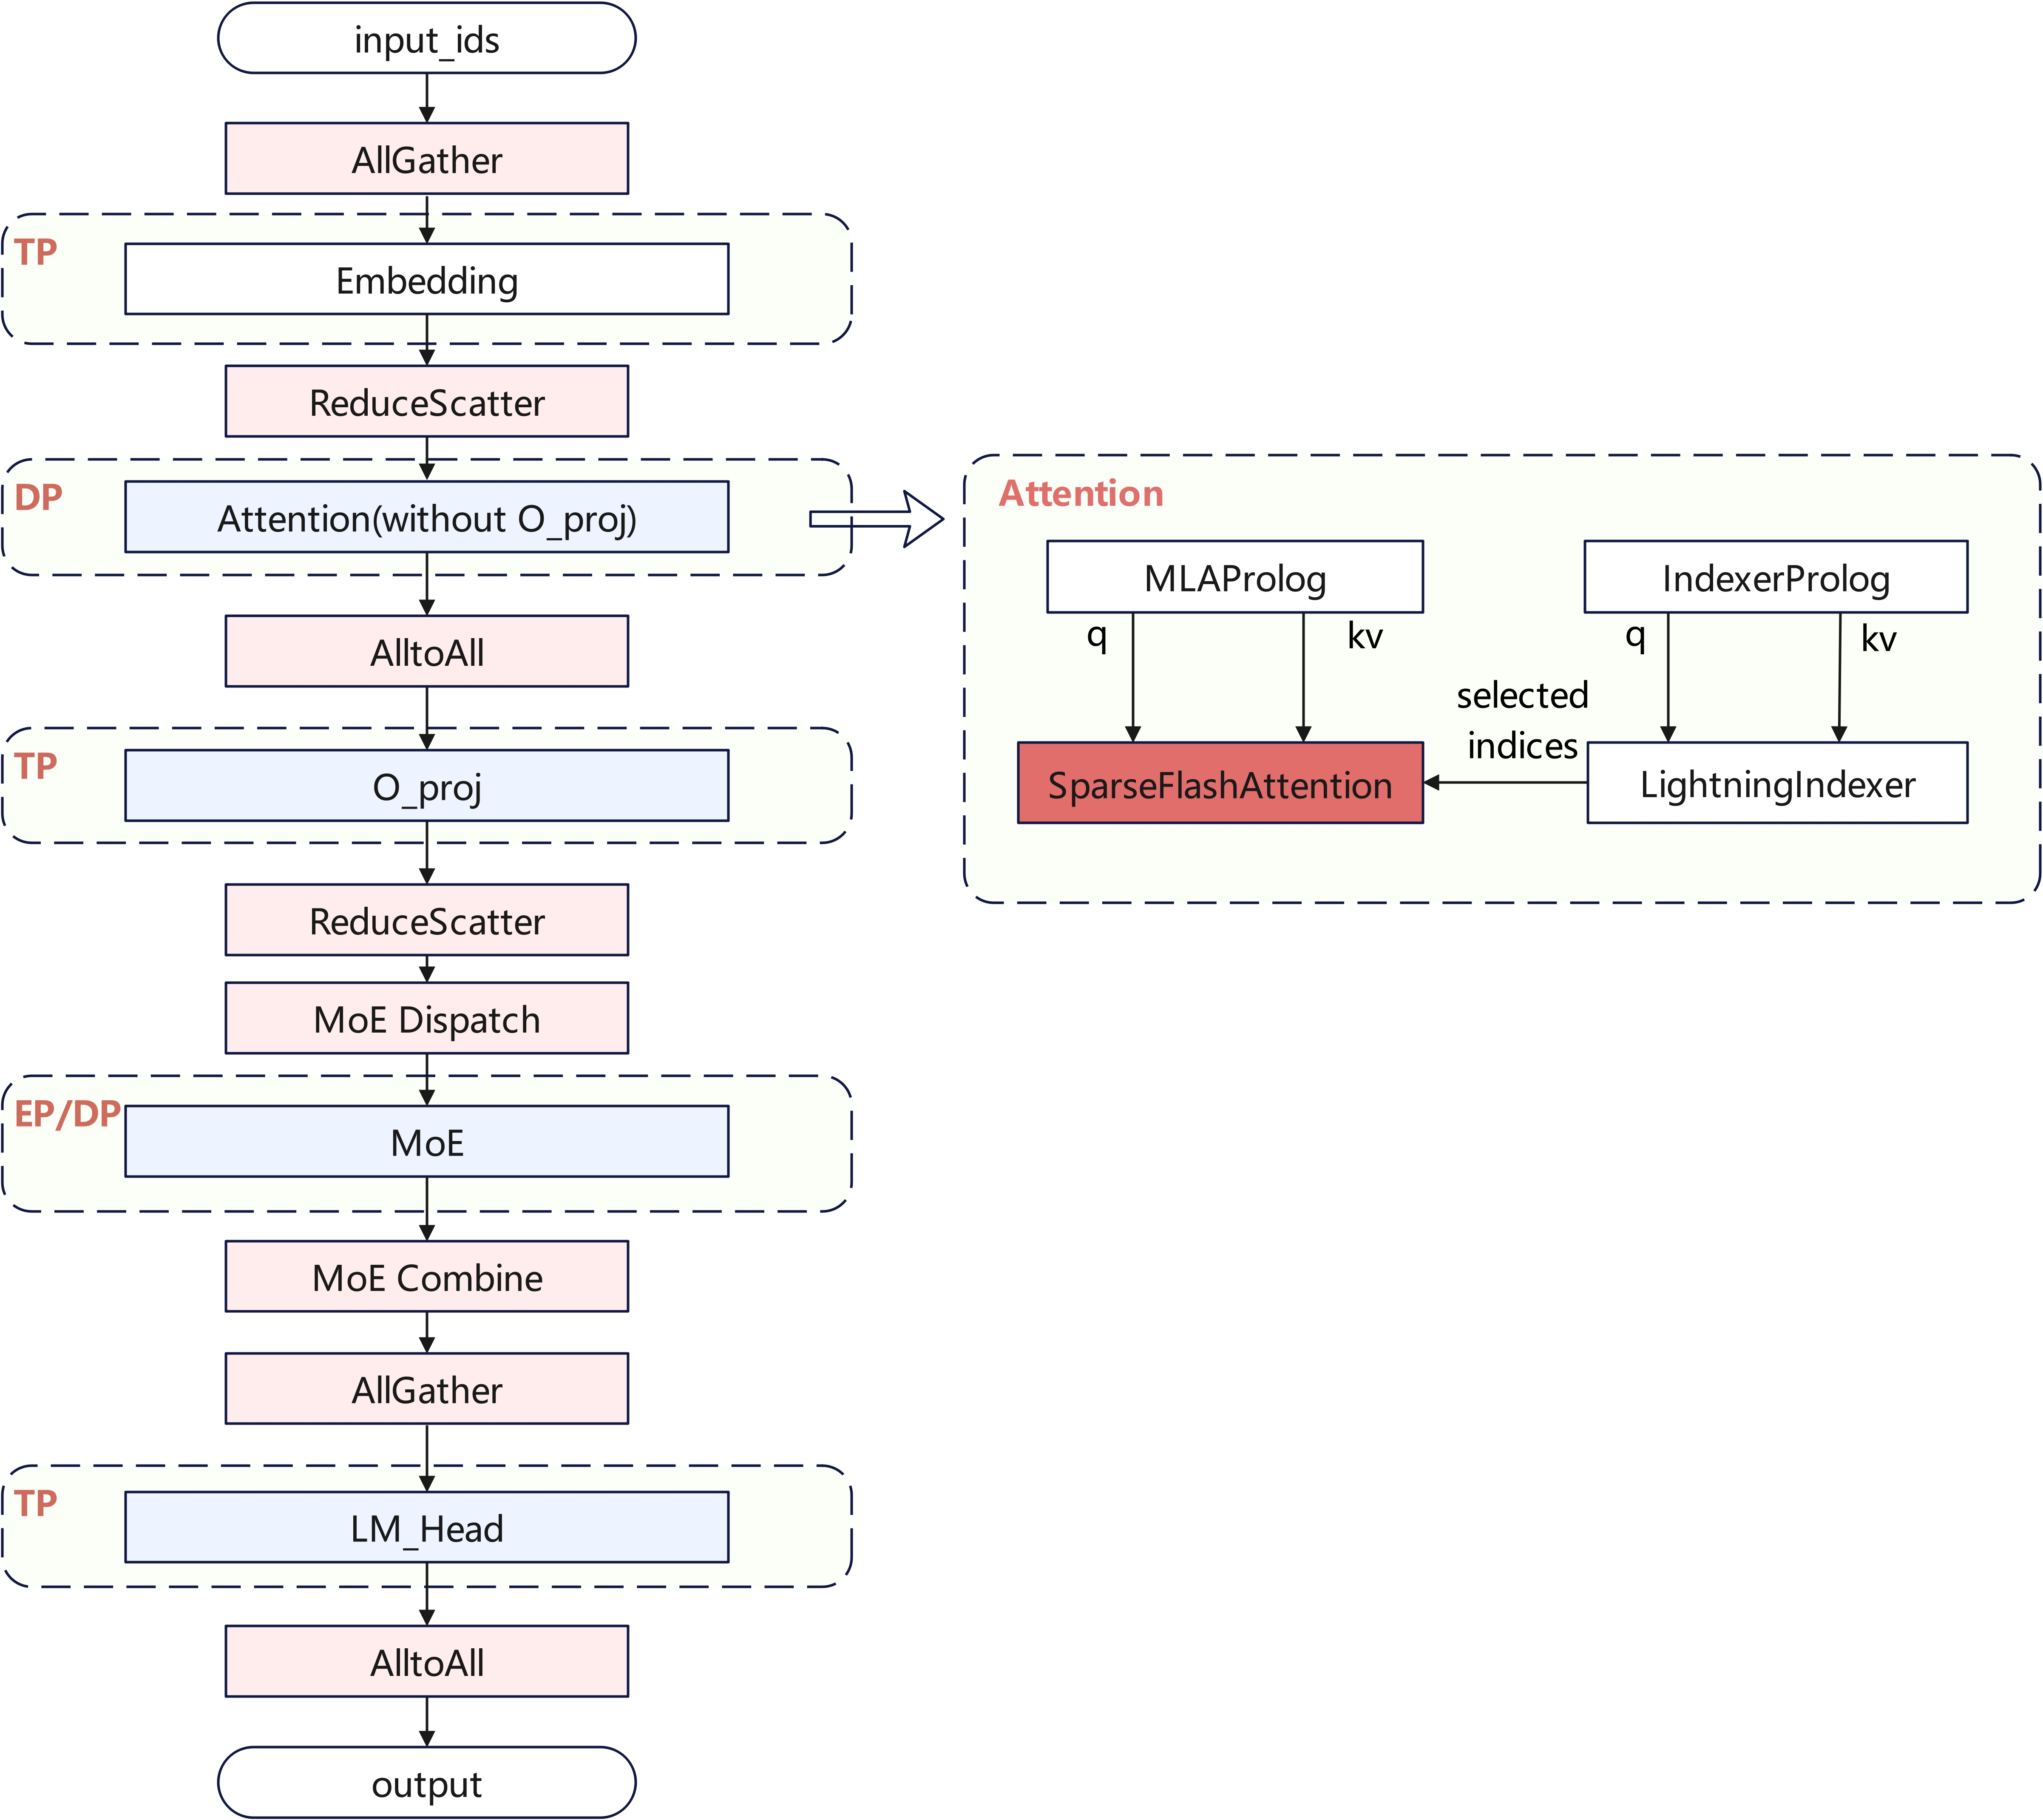 input_ids
AllGather
TP
Embedding
ReduceScatter
DP
Attention(without O_proj)
AlltoAll
TP
O_proj
ReduceScatter
MoE Dispatch
EP/DP
MoE
MoE Combine
AllGather
TP
LM_Head
AlltoAll
output
Attention
MLAProlog
IndexerProlog
q
kv
q
kv
selected
indices
SparseFlashAttention
LightningIndexer